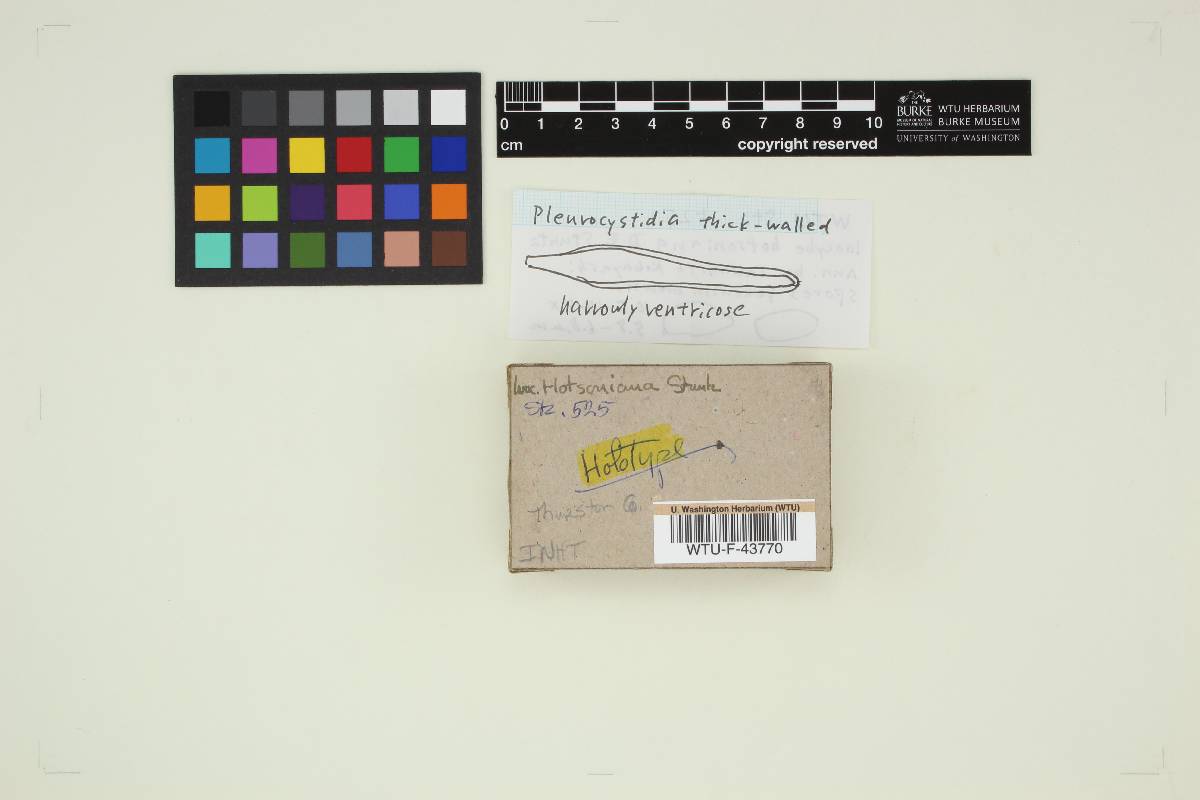 0 1 2 3 4 5 6 7 8 9 10
cm
copyright reserved
THE
BURKE
WTU HERBARIUM
BURKE MUSEUM
UNIVERSITY of WASHINGTON
Pleurocystidia thick-walled
narrowly ventricose
Hotsoniana Stuntz
Stz. 525
Holotype
Thurston Co.
INHT
U. Washington Herbarium (WTU)
WTU-F-43770